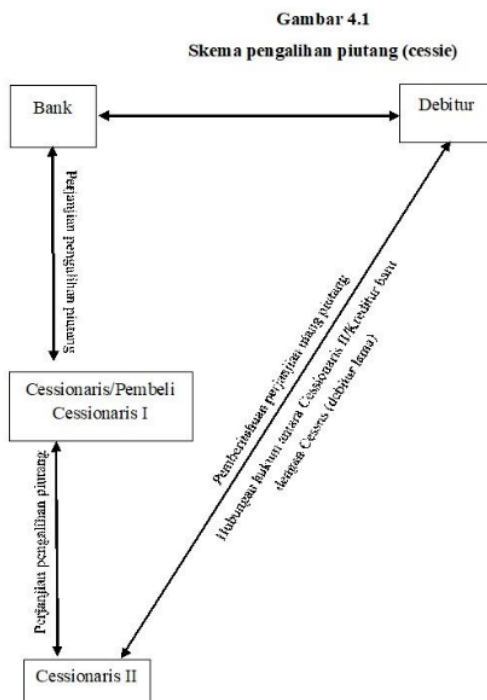 Gambar 4.1
Skema pengalihan piutang (cessie)
Bank
Debitur
Perjanjian pengalihan piutang
Pemberitahuan perjanjian utang piutang
Hubungan hukum antara Cessionaris II/Kreditur baru
dengan Cessus (debitur lama)
Cessionaris/Pembeli
Cessionaris I
Perjanjian pengalihan piutang
Cessionaris II